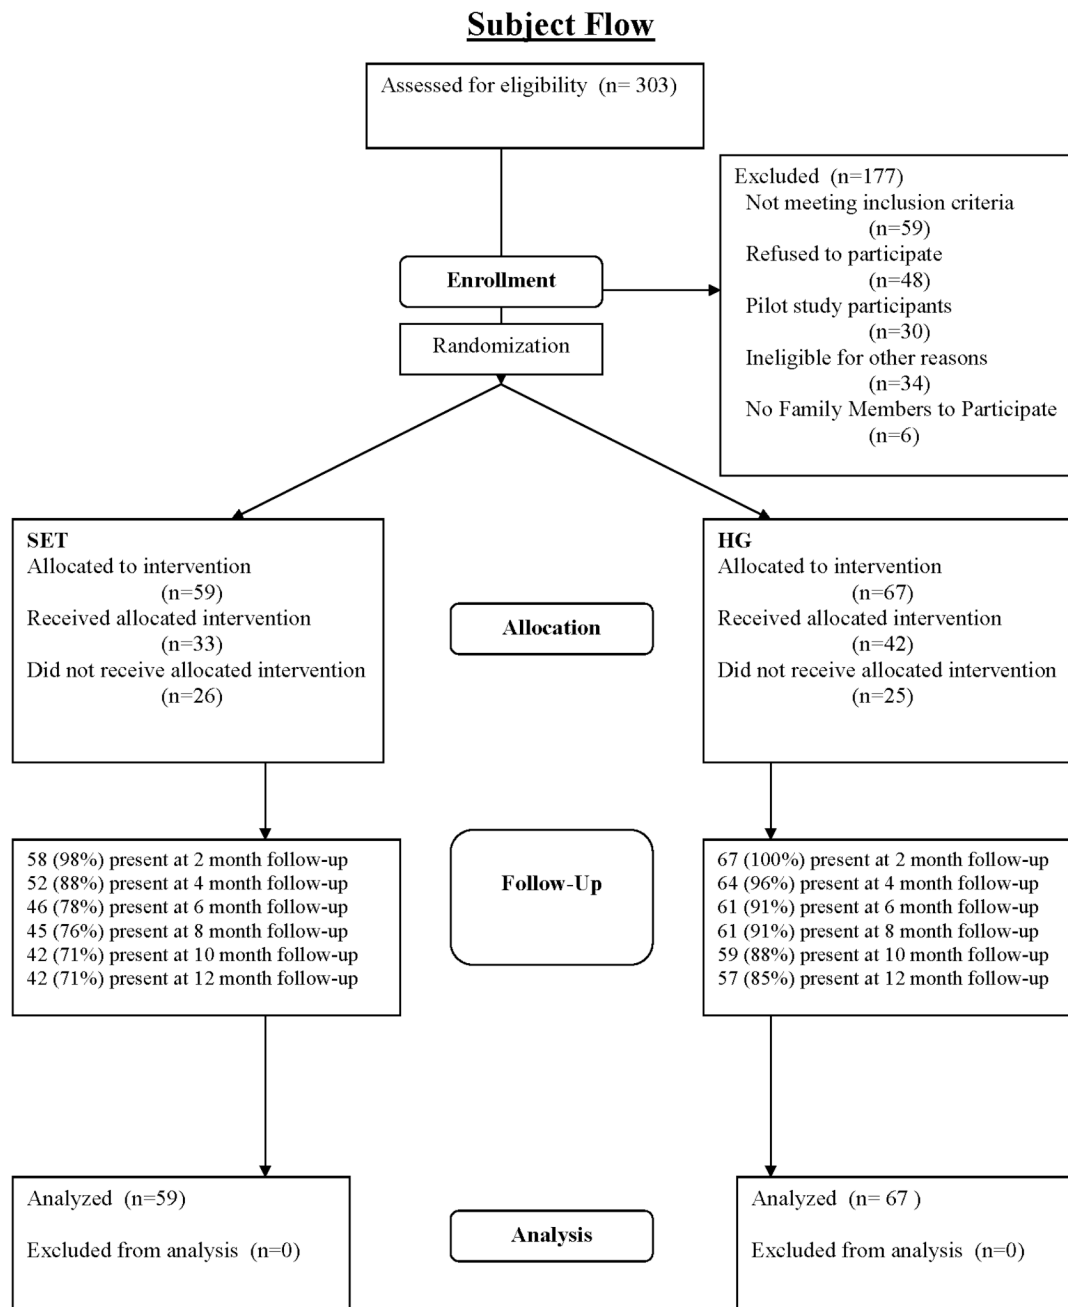 Subject Flow
Assessed for eligibility (n= 303)
Excluded (n=177)
Not meeting inclusion criteria
(n=59)
Refused to participate
(n=48)
Pilot study participants
(n=30)
Ineligible for other reasons
(n=34)
No Family Members to Participate
(n=6)
Enrollment
Randomization
SET
Allocated to intervention
(n=59)
Received allocated intervention
(n=33)
Did not receive allocated intervention
(n=26)
Allocation
HG
Allocated to intervention
(n=67)
Received allocated intervention
(n=42)
Did not receive allocated intervention
(n=25)
58 (98%) present at 2 month follow-up
52 (88%) present at 4 month follow-up
46 (78%) present at 6 month follow-up
45 (76%) present at 8 month follow-up
42 (71%) present at 10 month follow-up
42 (71%) present at 12 month follow-up
Follow-Up
67 (100%) present at 2 month follow-up
64 (96%) present at 4 month follow-up
61 (91%) present at 6 month follow-up
61 (91%) present at 8 month follow-up
59 (88%) present at 10 month follow-up
57 (85%) present at 12 month follow-up
Analyzed (n=59)
Excluded from analysis (n=0)
Analysis
Analyzed (n= 67 )
Excluded from analysis (n=0)